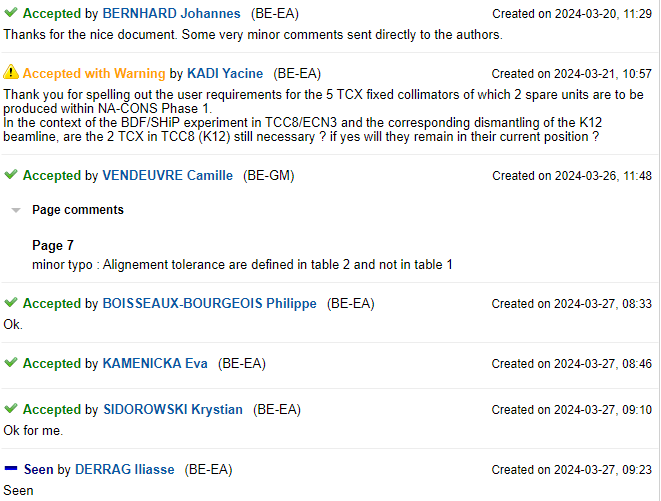 Accepted by BERNHARD Johannes (BE-EA) Created on 2024-03-20, 11:29
Thanks for the nice document. Some very minor comments sent directly to the authors.
Accepted with Warning by KADI Yacine (BE-EA) Created on 2024-03-21, 10:57
Thank you for spelling out the user requirements for the 5 TCX fixed collimators of which 2 spare units are to be
produced within NA-CONS Phase 1.
In the context of the BDF/SHiP experiment in TCC8/ECN3 and the corresponding dismantling of the K12
beamline, are the 2 TCX in TCC8 (K12) still necessary ? if yes will they remain in their current position ?
Accepted by VENDEUVRE Camille (BE-GM) Created on 2024-03-26, 11:48
Page comments
Page 7
minor typo : Alignement tolerance are defined in table 2 and not in table 1
Accepted by BOISSEAUX-BOURGEOIS Philippe (BE-EA) Created on 2024-03-27, 08:33
Ok.
Accepted by KAMENICKA Eva (BE-EA) Created on 2024-03-27, 08:46
Accepted by SIDOROWSKI Krystian (BE-EA) Created on 2024-03-27, 09:10
Ok for me.
Seen by DERRAG Iliasse (BE-EA) Created on 2024-03-27, 09:23
Seen